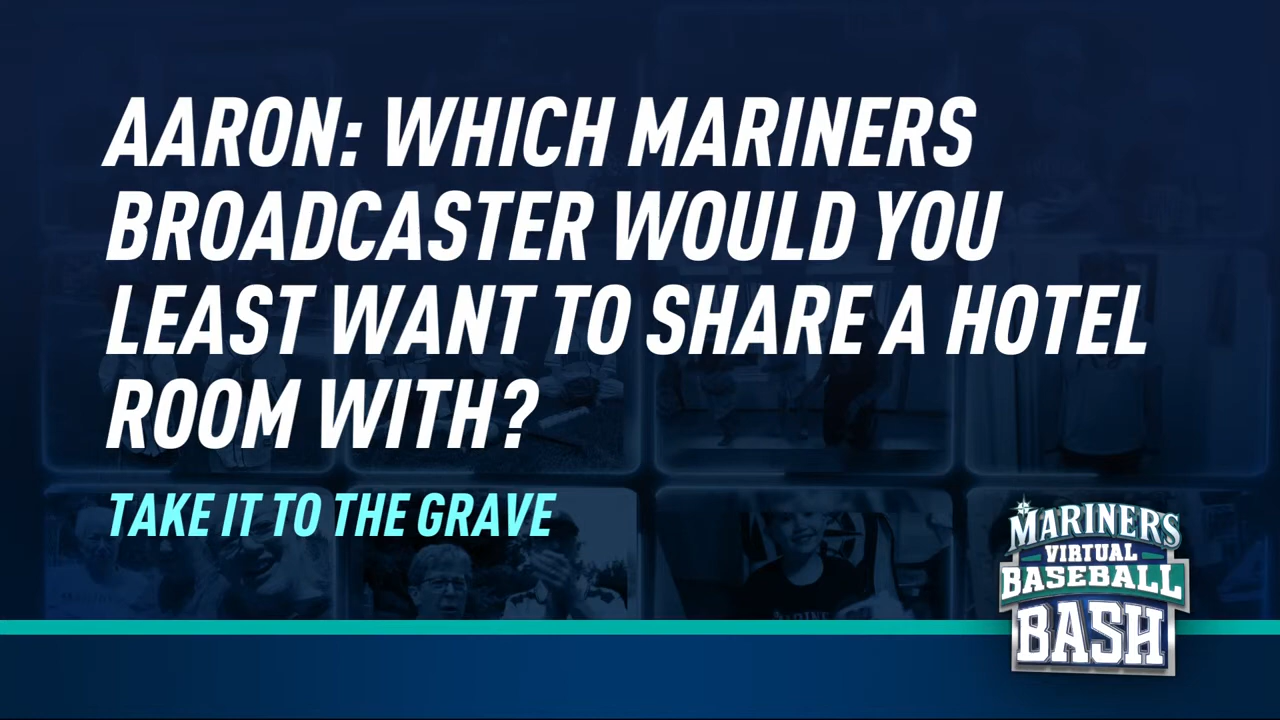 AARON: WHICH MARINERS
BROADCASTER WOULD YOU
LEAST WANT TO SHARE A HOTEL
ROOM WITH?
TAKE IT TO THE GRAVE
MARINERS
VIRTUAL
BASEBALL
BASH